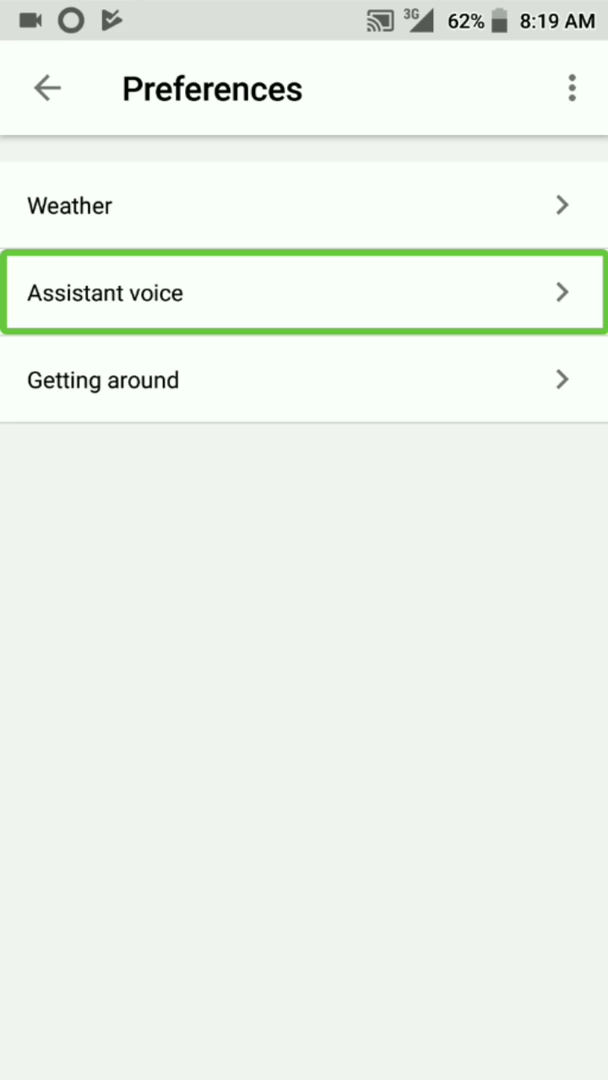 3G 62% 8:19 AM
Preferences
Weather
Assistant voice
Getting around